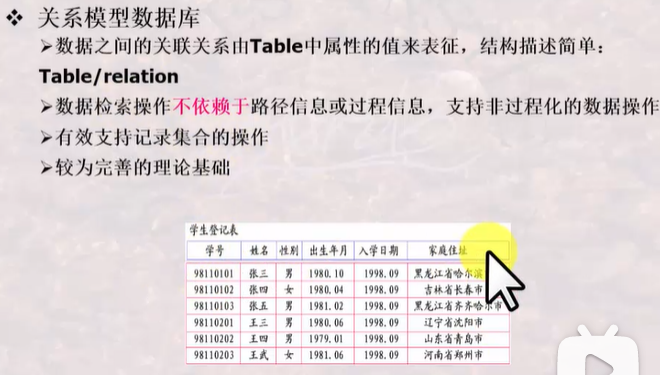 ❖ 关系模型数据库
➢数据之间的关联关系由Table中属性的值来表征，结构描述简单：
Table/relation
➢数据检索操作不依赖于路径信息或过程信息，支持非过程化的数据操作
➢有效支持记录集合的操作
➢较为完善的理论基础
学生登记表
学号 姓名 性别 出生年月 入学日期 家庭住址
98110101 张三 男 1980.10 1998.09 黑龙江省哈尔滨
98110102 张四 女 1980.04 1998.09 吉林省长春市
98110103 张五 男 1981.02 1998.09 黑龙江省齐齐哈尔市
98110201 王三 男 1980.06 1998.09 辽宁省沈阳市
98110202 王四 男 1979.01 1998.09 山东省青岛市
98110203 王武 女 1981.06 1998.09 河南省郑州市